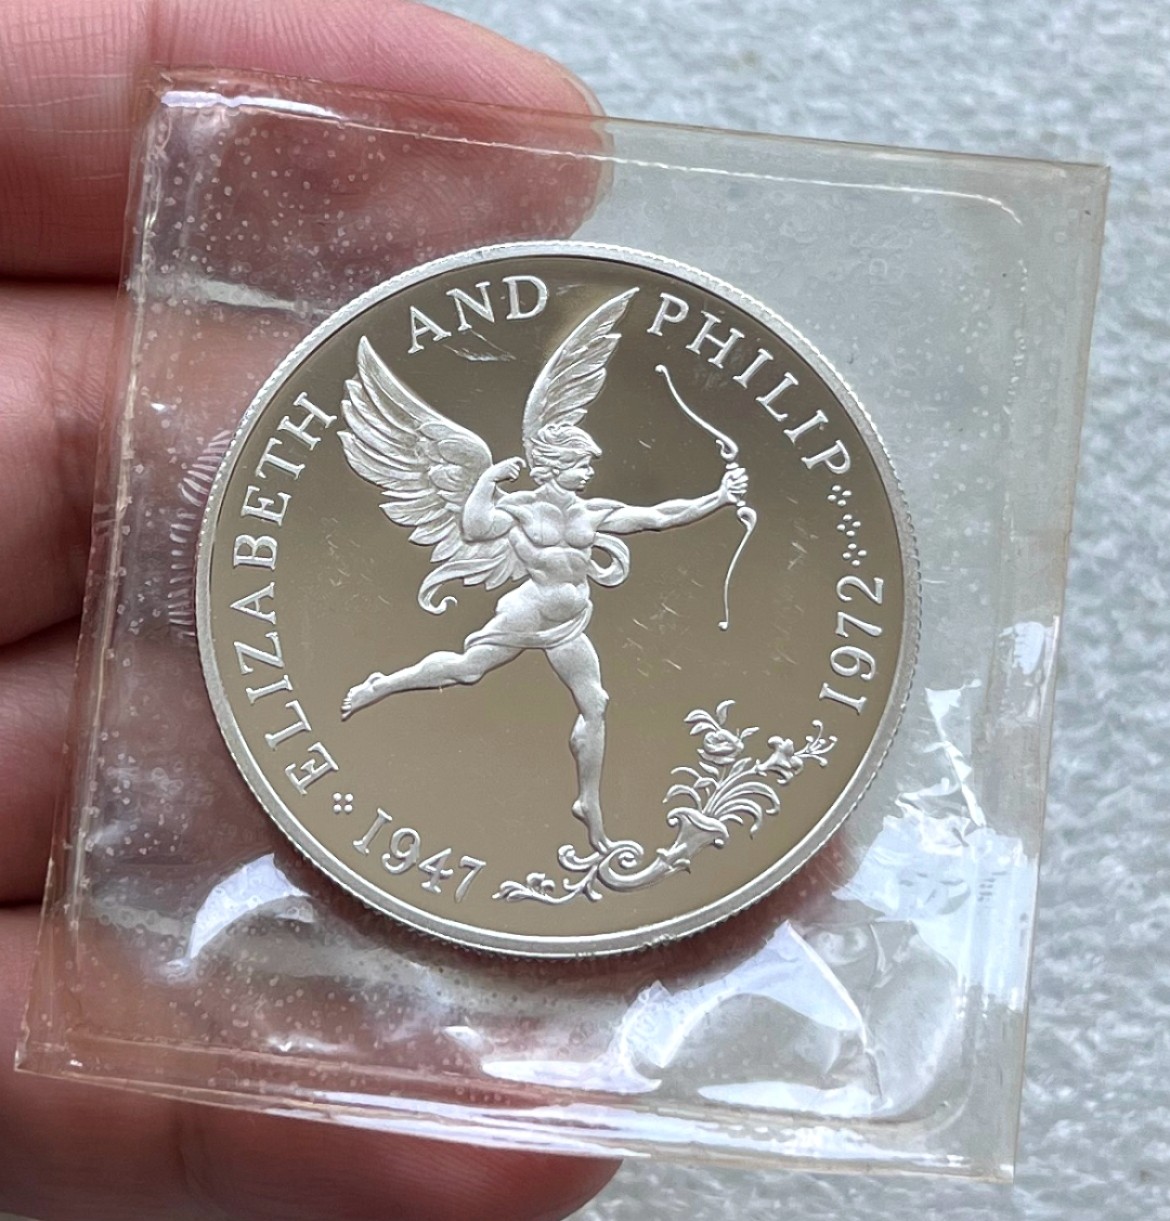 ELIZABETH AND PHILIP
1947 1972